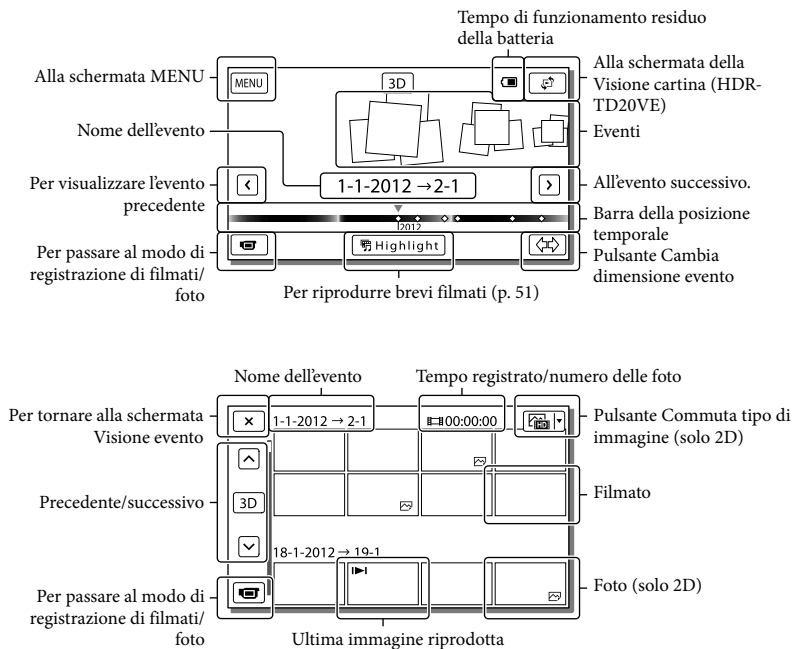 Tempo di funzionamento residuo
della batteria
Alla schermata MENU
MENU
3D
Alla schermata della
Visione cartina (HDR-
TD20VE)
Nome dell'evento
Eventi
Per visualizzare l'evento
precedente
1-1-2012 →2-1
All'evento successivo.
2012
Barra della posizione
temporale
Per passare al modo di
registrazione di filmati/
foto
Highlight
Pulsante Cambia
dimensione evento
Per riprodurre brevi filmati (p. 51)
Nome dell'evento
Tempo registrato/numero delle foto
Per tornare alla schermata
Visione evento
1-1-2012 → 2-1
00:00:00
Pulsante Commuta tipo di
immagine (solo 2D)
Precedente/successivo
3D
Filmato
18-1-2012 → 19-1
Per passare al modo di
registrazione di filmati/
foto
Foto (solo 2D)
Ultima immagine riprodotta